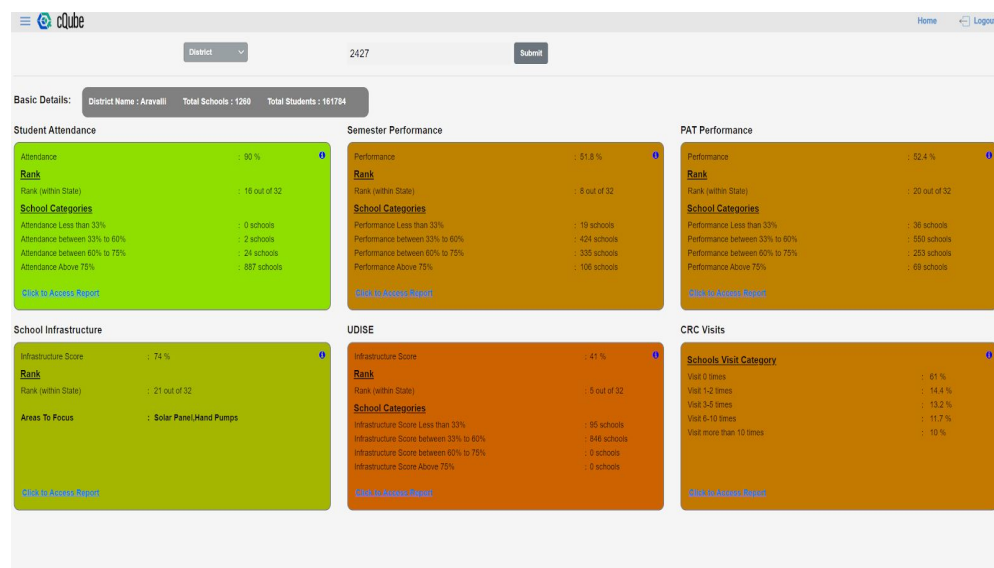 cQube
Home
Logou
District
2427
Submit
Basic Details:
District Name : Aravalli Total Schools : 1260 Total Students : 161784
Student Attendance
Attendance : 90 %
Rank
Rank (within State) : 16 out of 32
School Categories
Attendance Less than 33% : 0 schools
Attendance between 33% to 60% : 2 schools
Attendance between 60% to 75% : 24 schools
Attendance Above 75% : 887 schools
Click to Access Report
Semester Performance
Performance : 51.8 %
Rank
Rank (within State) : 8 out of 32
School Categories
Performance Less than 33% : 19 schools
Performance between 33% to 60% : 424 schools
Performance between 60% to 75% : 335 schools
Performance Above 75% : 106 schools
Click to Access Report
PAT Performance
Performance : 52.4 %
Rank
Rank (within State) : 20 out of 32
School Categories
Performance Less than 33% : 36 schools
Performance between 33% to 60% : 550 schools
Performance between 60% to 75% : 253 schools
Performance Above 75% : 69 schools
Click to Access Report
School Infrastructure
Infrastructure Score : 74 %
Rank
Rank (within State) : 21 out of 32
Areas To Focus : Solar Panel,Hand Pumps
Click to Access Report
UDISE
Infrastructure Score : 41 %
Rank
Rank (within State) : 5 out of 32
School Categories
Infrastructure Score Less than 33% : 95 schools
Infrastructure Score between 33% to 60% : 846 schools
Infrastructure Score between 60% to 75% : 0 schools
Infrastructure Score Above 75% : 0 schools
Click to Access Report
CRC Visits
Schools Visit Category
Visit 0 times : 61 %
Visit 1-2 times : 14.4 %
Visit 3-5 times : 13.2 %
Visit 6-10 times : 11.7 %
Visit more than 10 times : 10 %
Click to Access Report